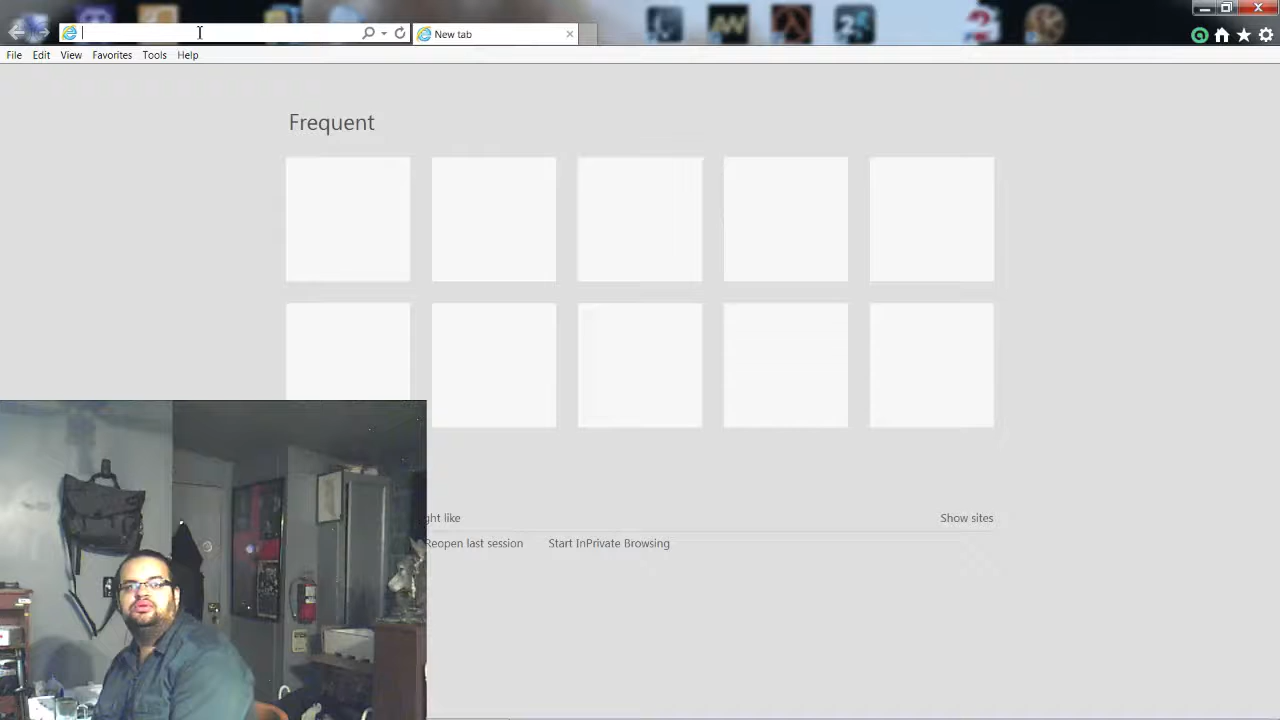 New tab
File Edit View Favorites Tools Help
Frequent
ght like
Show sites
Reopen last session Start InPrivate Browsing